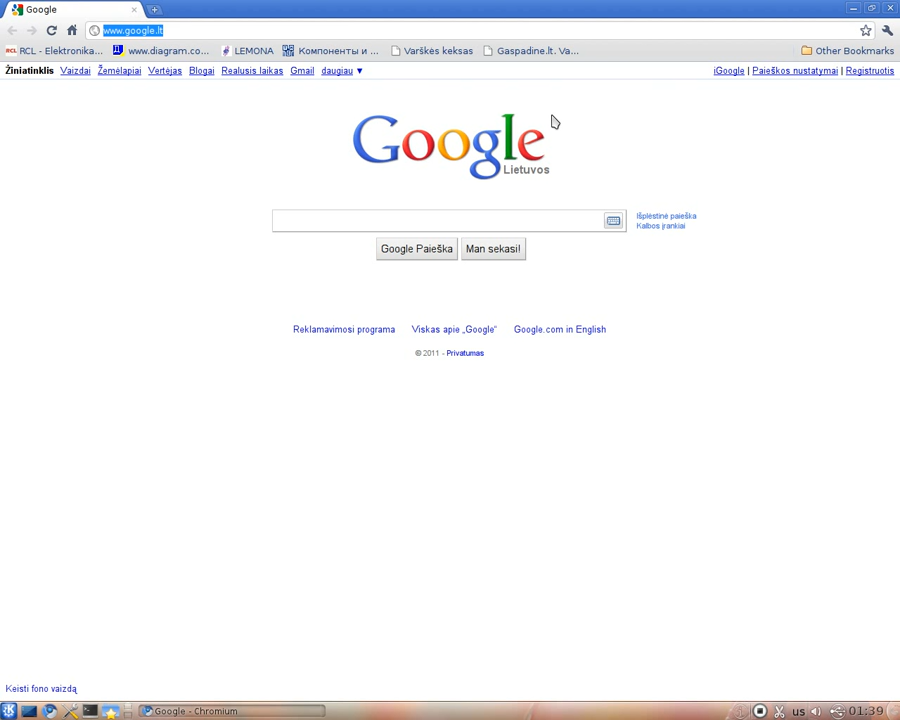 Google
www.google.lt
RCL - Elektronika... www.diagram.co... LEMONA Компоненты и ... Varškės keksas Gaspadine.lt. Va... Other Bookmarks
Žiniatinklis Vaizdai Žemėlapiai Vertėjas Blogai Realusis laikas Gmail daugiau ▼ iGoogle | Paieškos nustatymai | Registruotis
Google
Lietuvos
Išplėstinė paieška
Kalbos įrankiai
Google Paieška Man sekasi!
Reklamavimosi programa Viskas apie „Google“ Google.com in English
© 2011 - Privatumas
Keisti fono vaizdą
Google - Chromium us 01:39